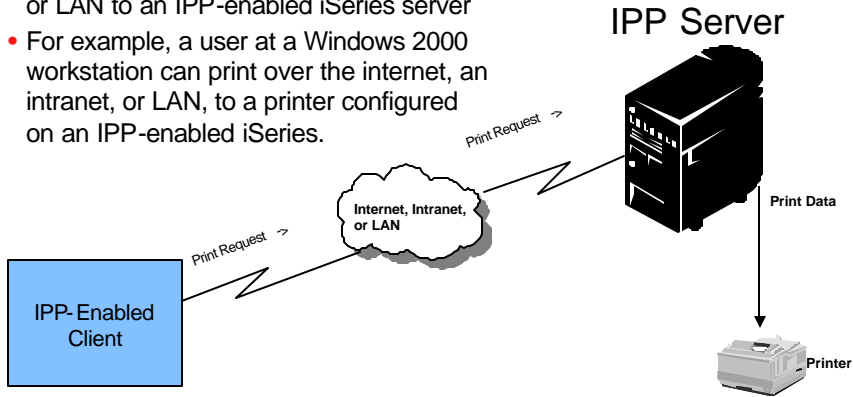 or LAN to an IPP-enabled iSeries server
• For example, a user at a Windows 2000
workstation can print over the internet, an
intranet, or LAN, to a printer configured
on an IPP-enabled iSeries.
IPP Server
Print Request ->
Print Data
Internet, Intranet,
or LAN
Print Request ->
IPP- Enabled
Client
Printer